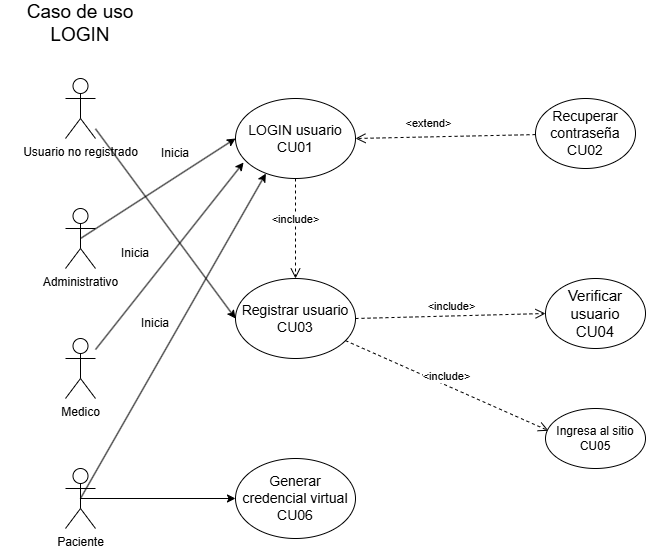 Caso de uso
LOGIN
Usuario no registrado
Inicia
LOGIN usuario
CU01
<extend>
Recuperar
contraseña
CU02
Administrativo
Inicia
<include>
Inicia
Registrar usuario
CU03
<include>
Verificar
usuario
CU04
Medico
<include>
Ingresa al sitio
CU05
Paciente
Generar
credencial virtual
CU06